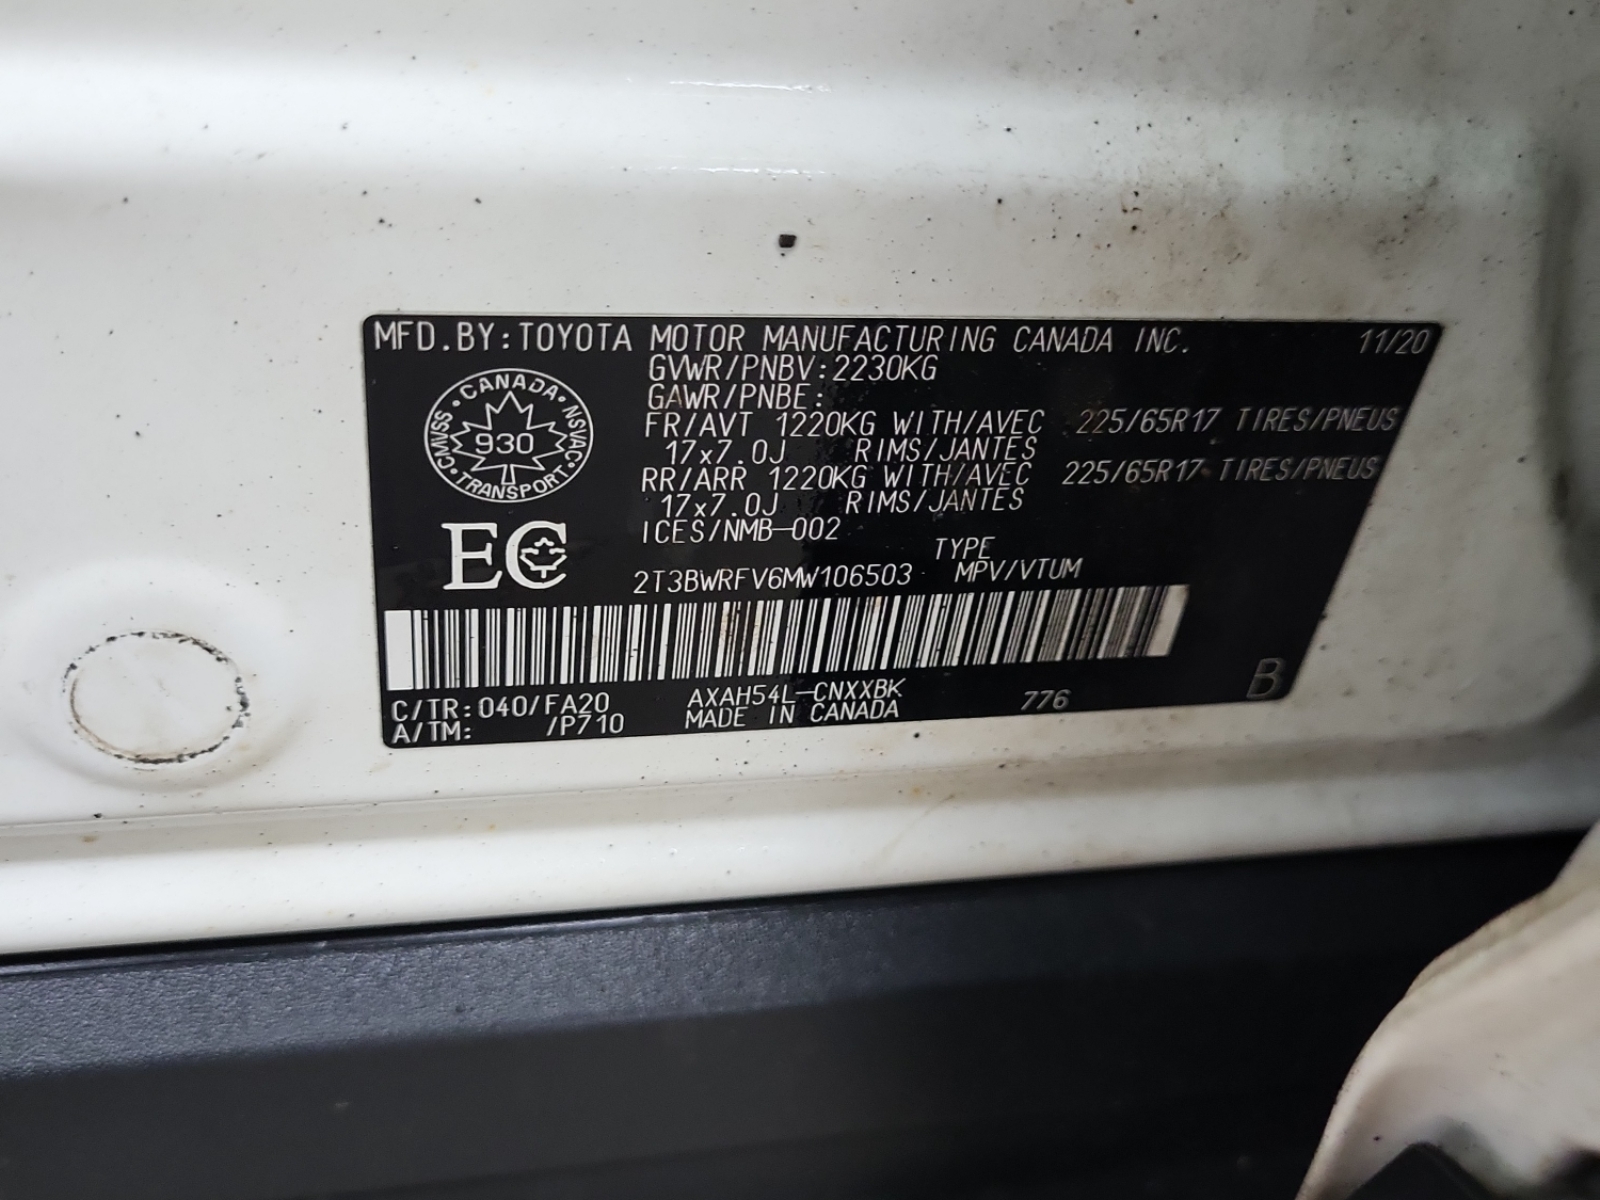 MFD.BY:TOYOTA MOTOR MANUFACTURING CANADA INC. 11/20
GVWR/PNBV:2230KG
GAWR/PNBE:
FR/AVT 1220KG WITH/AVEC 225/65R17 TIRES/PNEUS
17x7.0J RIMS/JANTES
RR/ARR 1220KG WITH/AVEC 225/65R17 TIRES/PNEUS
17x7.0J RIMS/JANTES
ICES/NMB-002
CANADA
CMVSS 930 NSVAC
TRANSPORT
EC
TYPE
2T3BWRFV6MW106503 MPV/VTUM
C/TR:040/FA20 AXAH54L-CNXXBK 776 B
A/TM: /P710 MADE IN CANADA